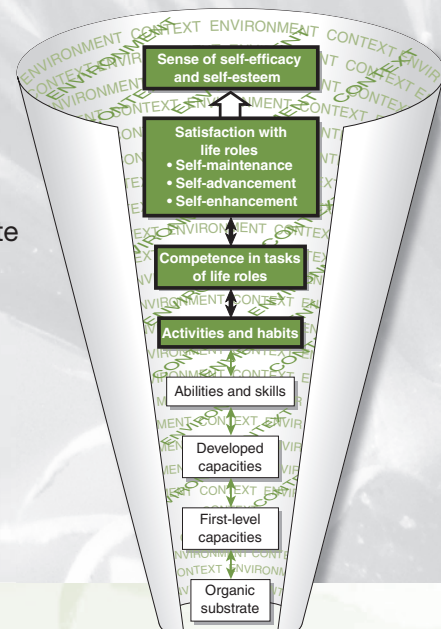 ENVIRONMENT CONTEXT ENVIRONMENT CONTEXT
Sense of self-efficacy
and self-esteem
Satisfaction with
life roles
• Self-maintenance
• Self-advancement
• Self-enhancement
te
Competence in tasks
of life roles
Activities and habits
Abilities and skills
Developed
capacities
First-level
capacities
Organic
substrate